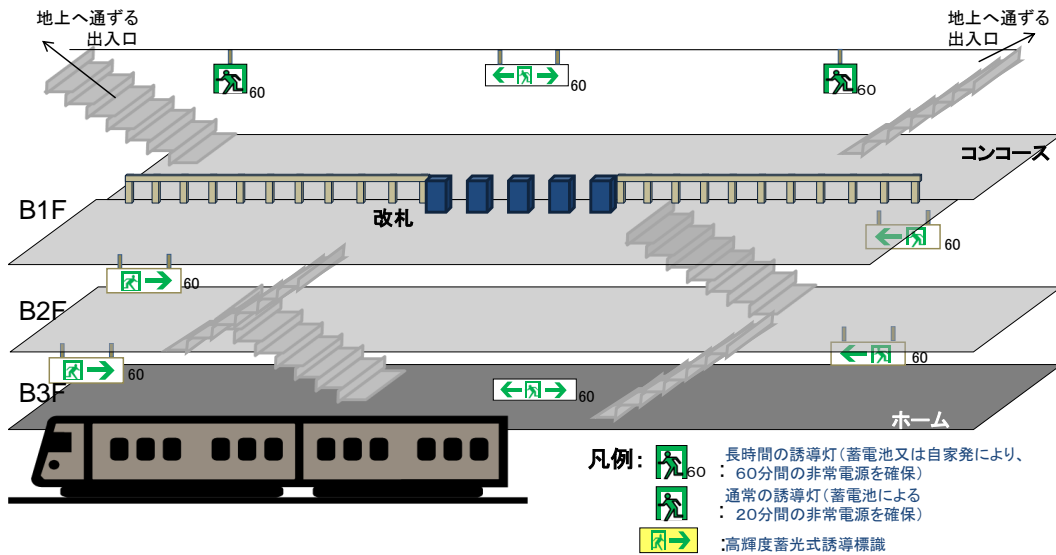 地上へ通ずる
出入口
地上へ通ずる
出入口
60
60
60
コンコース
B1F
改札
60
60
B2F
60
60
B3F
60
ホーム
凡例:
60
:
長時間の誘導灯(蓄電池又は自家発により、
60分間の非常電源を確保)
:
通常の誘導灯(蓄電池による
20分間の非常電源を確保)
:高輝度蓄光式誘導標識